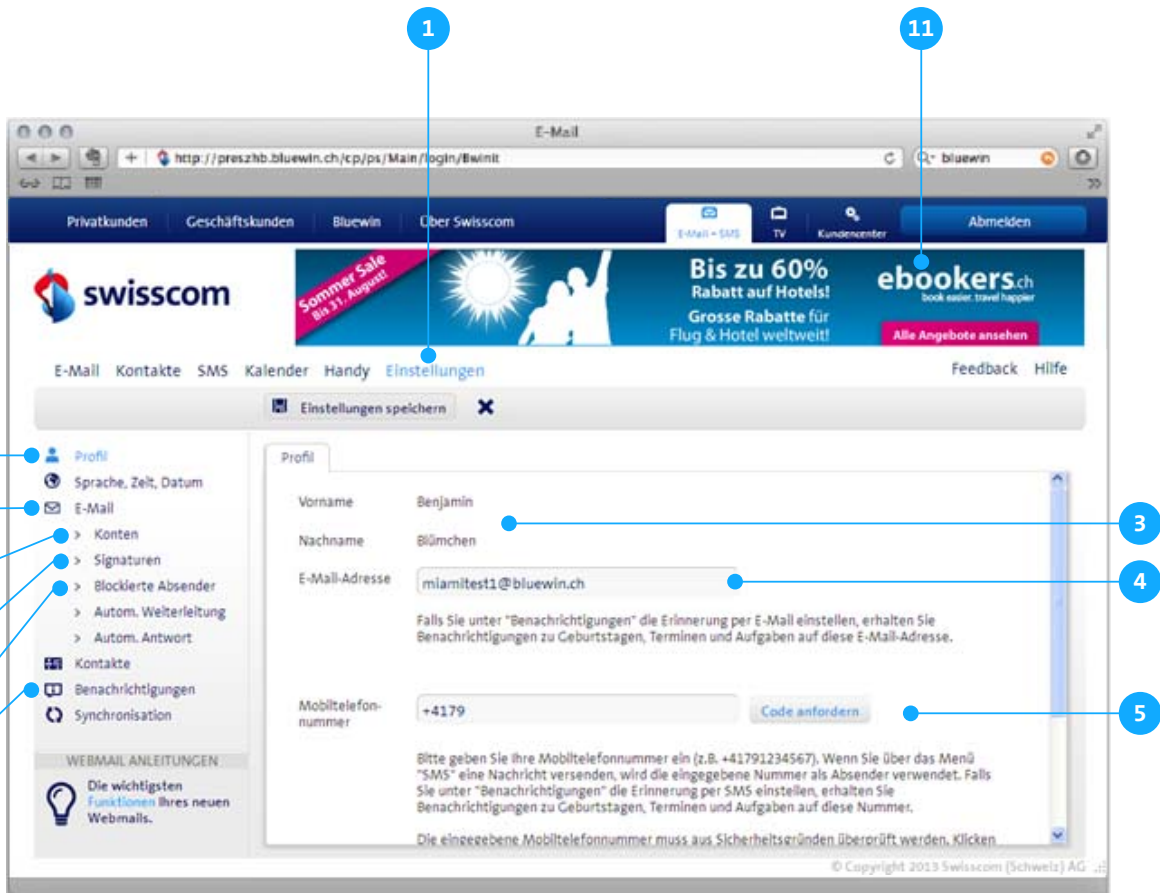 1
11
E-Mail
http://preszhb.bluewin.ch/cp/ps/Main/login/Bwinit
bluewin
Privatkunden Geschäftskunden Bluewin Über Swisscom
E-Mail + SMS TV Kundencenter Abmelden
swisscom
Sommer Sale
Bis 31. August!
Bis zu 60%
Rabatt auf Hotels!
Grosse Rabatte für
Flug & Hotel weltweit!
ebookers.ch
book easier. travel happier
Alle Angebote ansehen
E-Mail Kontakte SMS Kalender Handy Einstellungen
Feedback Hilfe
Einstellungen speichern
Profil
Sprache, Zeit, Datum
E-Mail
> Konten
> Signaturen
> Blockierte Absender
> Autom. Weiterleitung
> Autom. Antwort
Kontakte
Benachrichtigungen
Synchronisation
WEBMAIL ANLEITUNGEN
Die wichtigsten
Funktionen Ihres neuen
Webmails.
Profil
Vorname Benjamin
3
Nachname Blümchen
E-Mail-Adresse miamitest1@bluewin.ch
4
Falls Sie unter "Benachrichtigungen" die Erinnerung per E-Mail einstellen, erhalten Sie
Benachrichtigungen zu Geburtstagen, Terminen und Aufgaben auf diese E-Mail-Adresse.
Mobiltelefon-
nummer
+4179
Code anfordern
5
Bitte geben Sie Ihre Mobiltelefonnummer ein (z.B. +41791234567). Wenn Sie über das Menü
"SMS" eine Nachricht versenden, wird die eingegebene Nummer als Absender verwendet. Falls
Sie unter "Benachrichtigungen" die Erinnerung per SMS einstellen, erhalten Sie
Benachrichtigungen zu Geburtstagen, Terminen und Aufgaben auf diese Nummer.
Die eingegebene Mobiltelefonnummer muss aus Sicherheitsgründen überprüft werden. Klicken
© Copyright 2013 Swisscom (Schweiz) AG